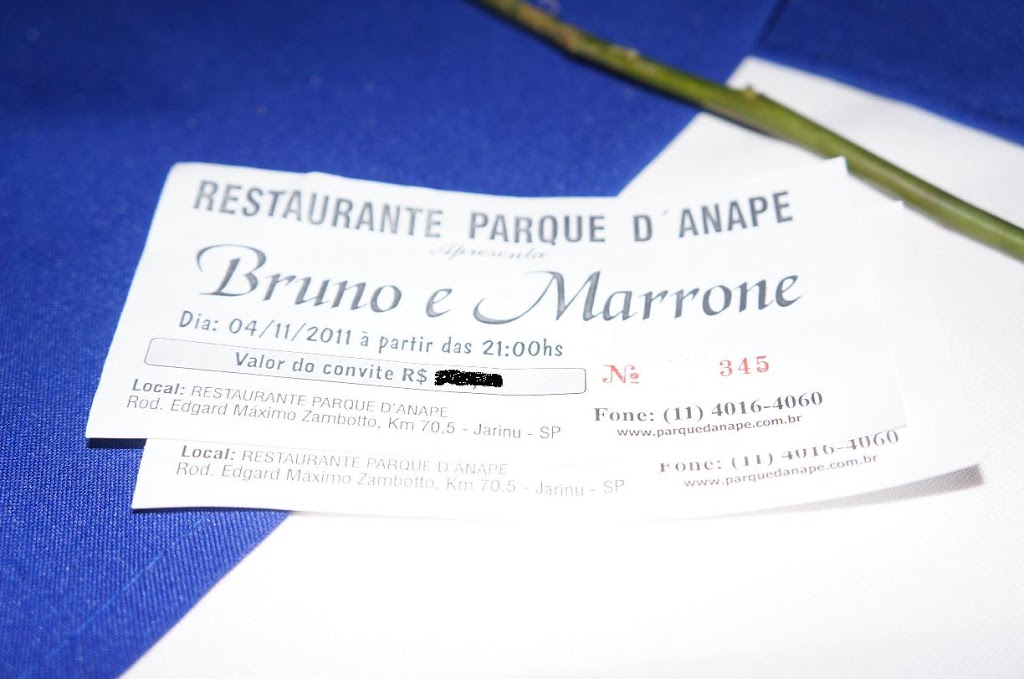 RESTAURANTE PARQUE D´ANAPE
Apresenta
Bruno e Marrone
Dia: 04/11/2011 à partir das 21:00hs
Valor do convite R$
Nº 345
Local: RESTAURANTE PARQUE D'ANAPE
Rod. Edgard Máximo Zambotto, Km 70.5 - Jarinu - SP
Fone: (11) 4016-4060
www.parquedanape.com.br
Local: RESTAURANTE PARQUE D'ANAPE
Rod. Edgard Máximo Zambotto, Km 70.5 - Jarinu - SP
Fone: (11) 4016-4060
www.parquedanape.com.br